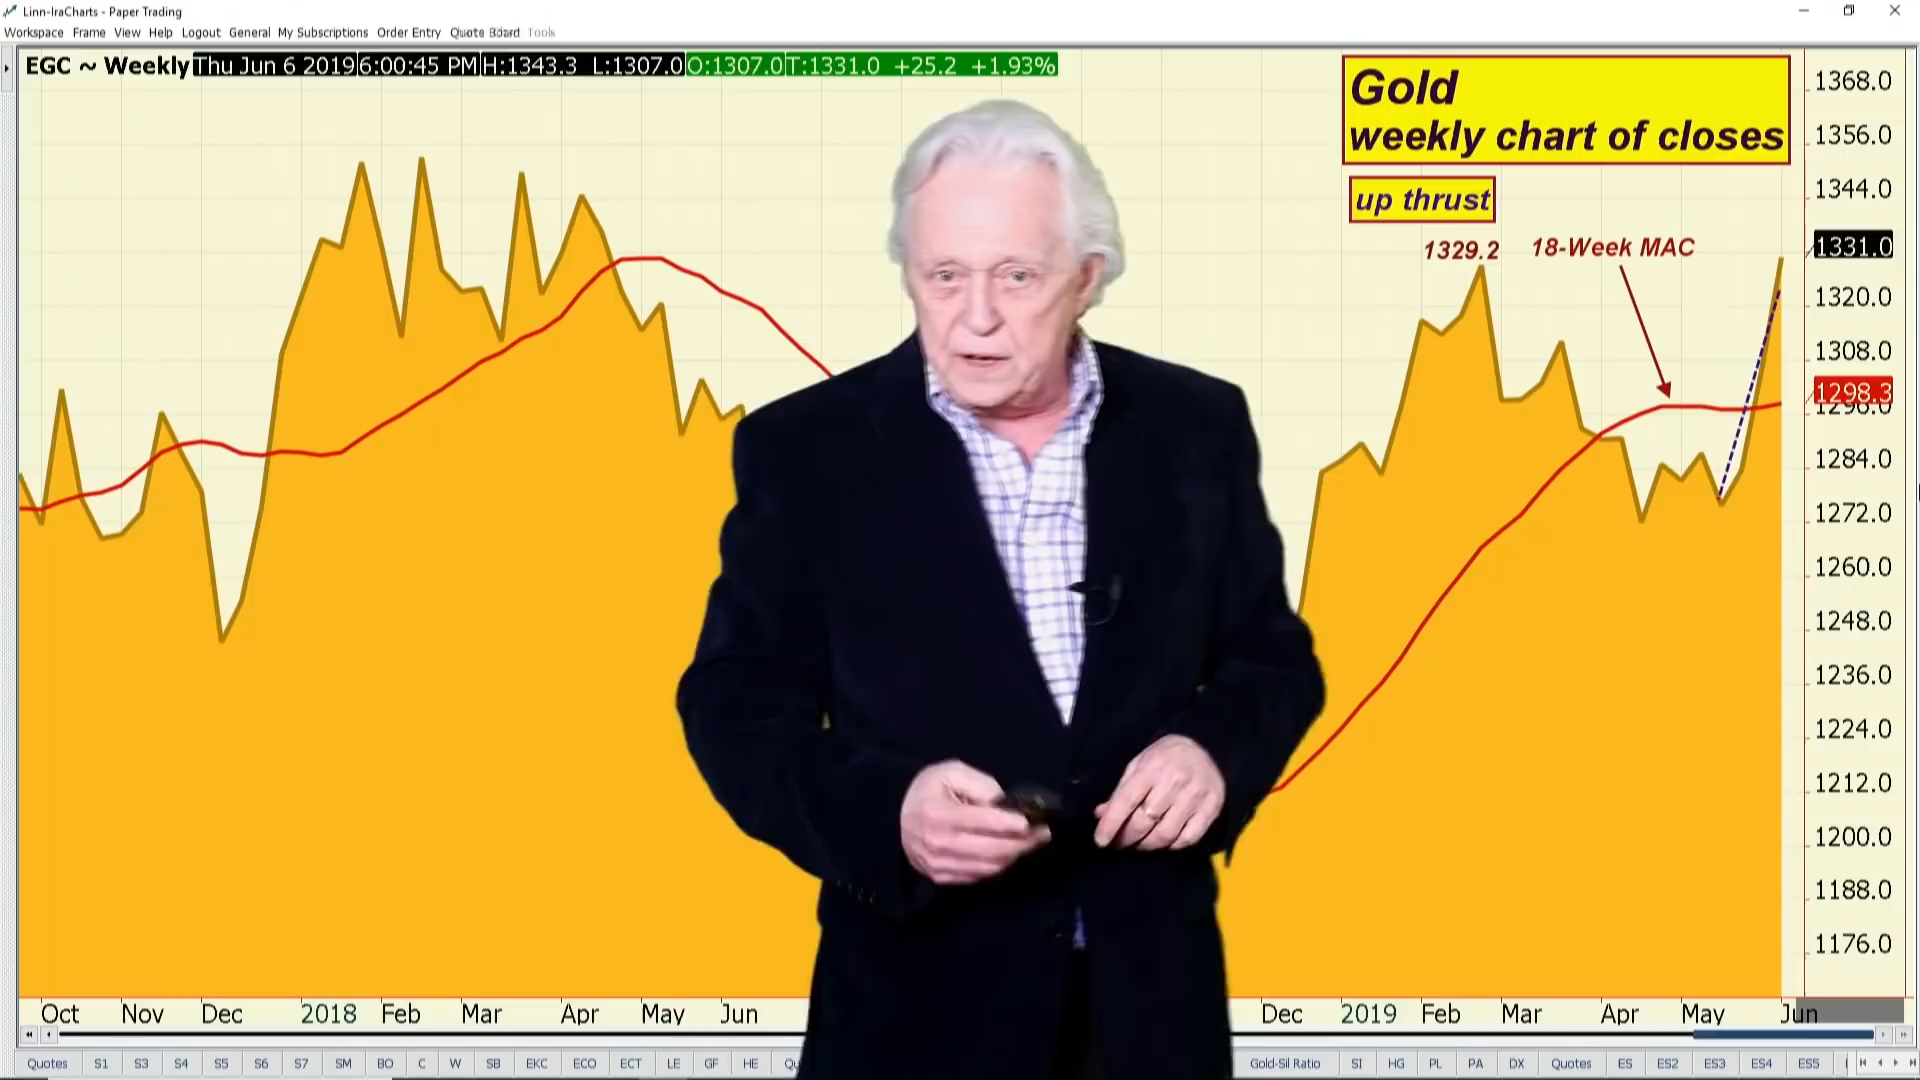 Linn-IraCharts - Paper Trading
Workspace Frame View Help Logout General My Subscriptions Order Entry Quote Board Tools
EGC ~ Weekly Thu Jun 6 2019 6:00:45 PM H:1343.3 L:1307.0 O:1307.0 T:1331.0 +25.2 +1.93%
Gold
weekly chart of closes
up thrust
1329.2 18-Week MAC
1368.0
1356.0
1344.0
1331.0
1320.0
1308.0
1298.3
1296.0
1284.0
1272.0
1260.0
1248.0
1236.0
1224.0
1212.0
1200.0
1188.0
1176.0
Oct Nov Dec 2018 Feb Mar Apr May Jun Dec 2019 Feb Mar Apr May Jun
Quotes S1 S3 S4 S5 S6 S7 SM BO C W SB EKC ECO ECT LE GF HE Gold-Sil Ratio SI HG PL PA DX Quotes ES ES2 ES3 ES4 ES5